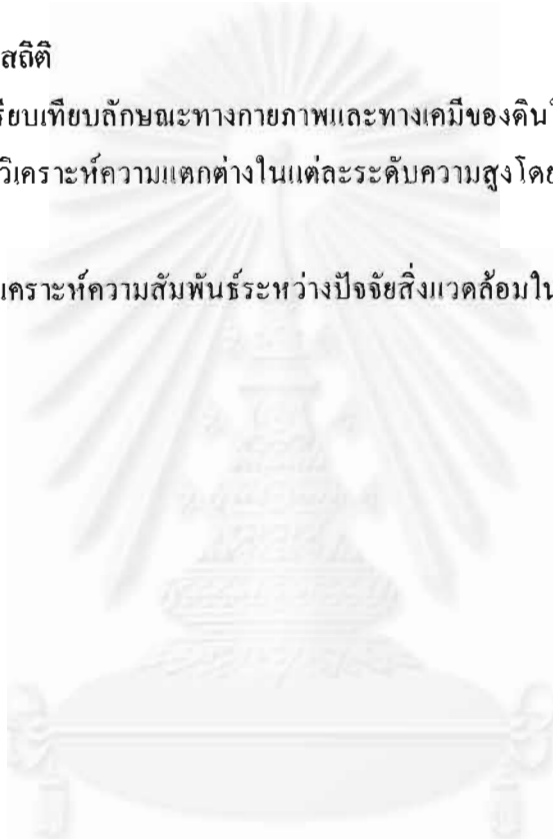 สถิติ
รียบเทียบลักษณะทางกายภาพและทางเคมีของดินใ
วิเคราะห์ความแตกต่างในแต่ละระดับความสูงโดย
เคราะห์ความสัมพันธ์ระหว่างปัจจัยสิ่งแวดล้อมใน